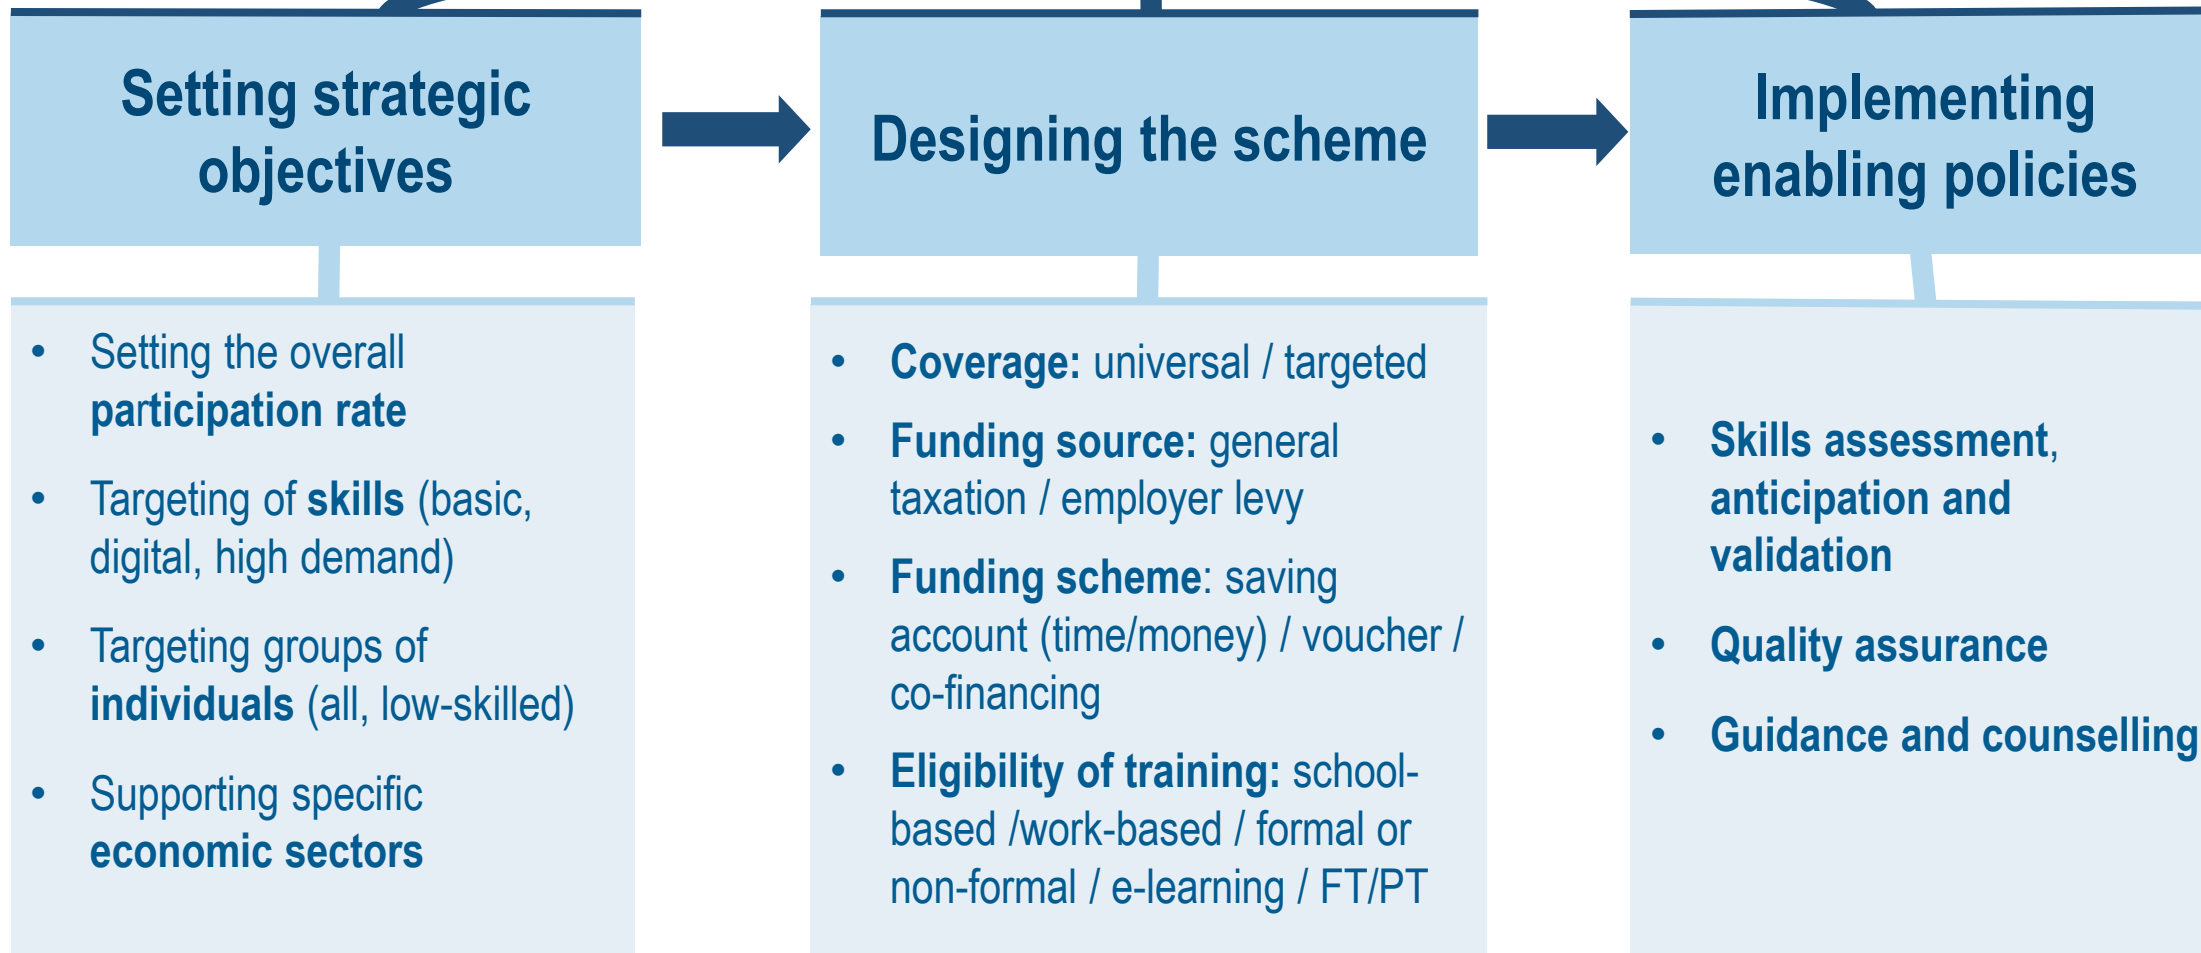 Setting strategic
objectives
• Setting the overall
participation rate
• Targeting of skills (basic,
digital, high demand)
• Targeting groups of
individuals (all, low-skilled)
• Supporting specific
economic sectors
Designing the scheme
• Coverage: universal / targeted
• Funding source: general
taxation / employer levy
• Funding scheme: saving
account (time/money) / voucher /
co-financing
• Eligibility of training: school-
based /work-based / formal or
non-formal / e-learning / FT/PT
Implementing
enabling policies
• Skills assessment,
anticipation and
validation
• Quality assurance
• Guidance and counselling